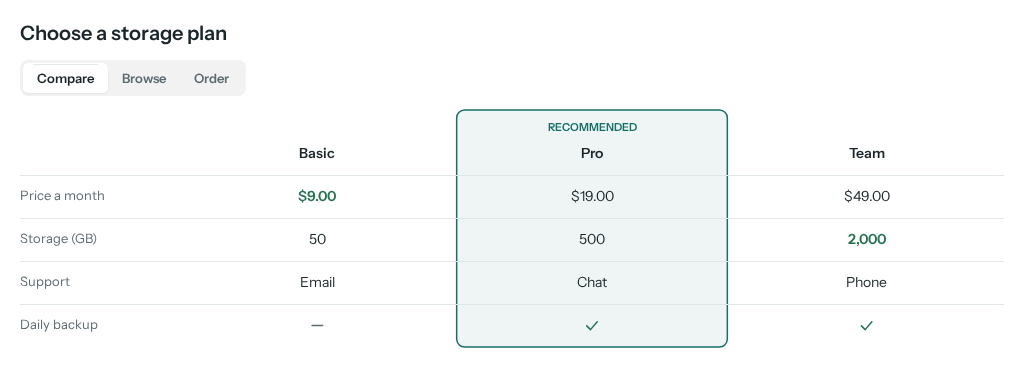 Choose a storage plan
Compare Browse Order
RECOMMENDED
Basic Pro Team
Price a month $9.00 $19.00 $49.00
Storage (GB) 50 500 2,000
Support Email Chat Phone
Daily backup — ✓ ✓